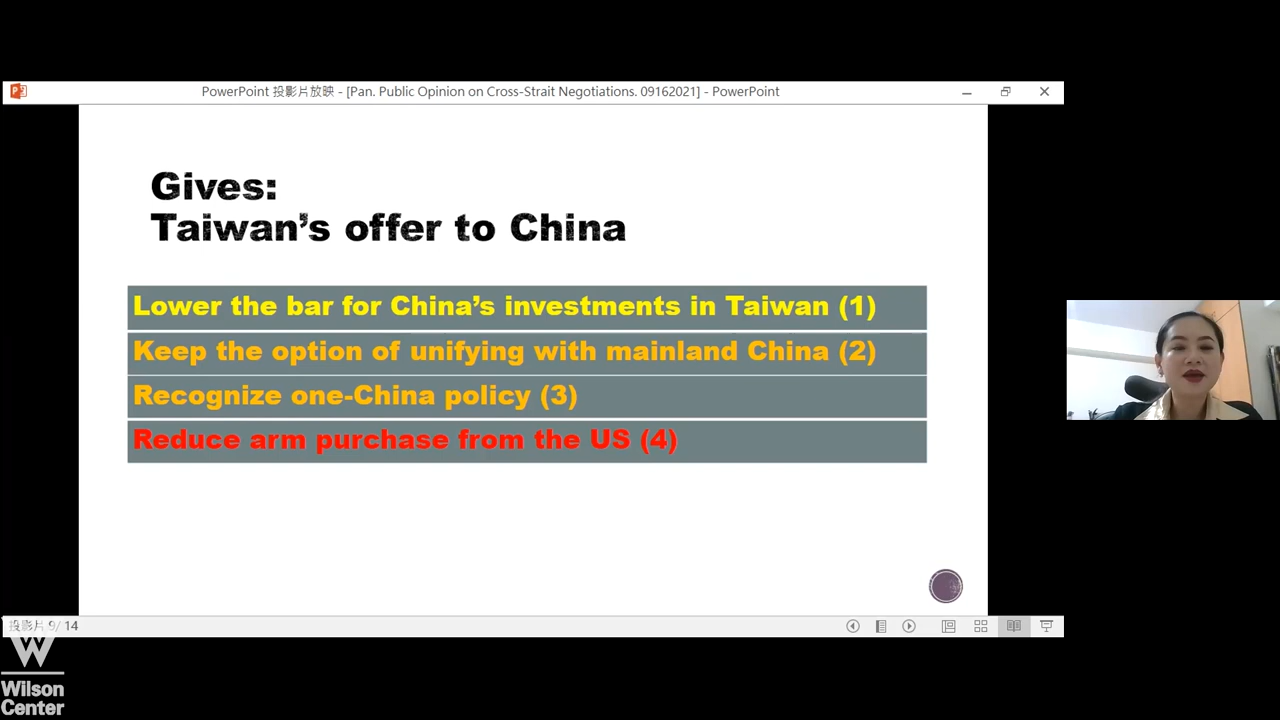 PowerPoint 投影片放映 - [Pan. Public Opinion on Cross-Strait Negotiations. 09162021] - PowerPoint
Gives:
Taiwan’s offer to China
Lower the bar for China’s investments in Taiwan (1)
Keep the option of unifying with mainland China (2)
Recognize one-China policy (3)
Reduce arm purchase from the US (4)
投影片 9/ 14
W
Wilson
Center